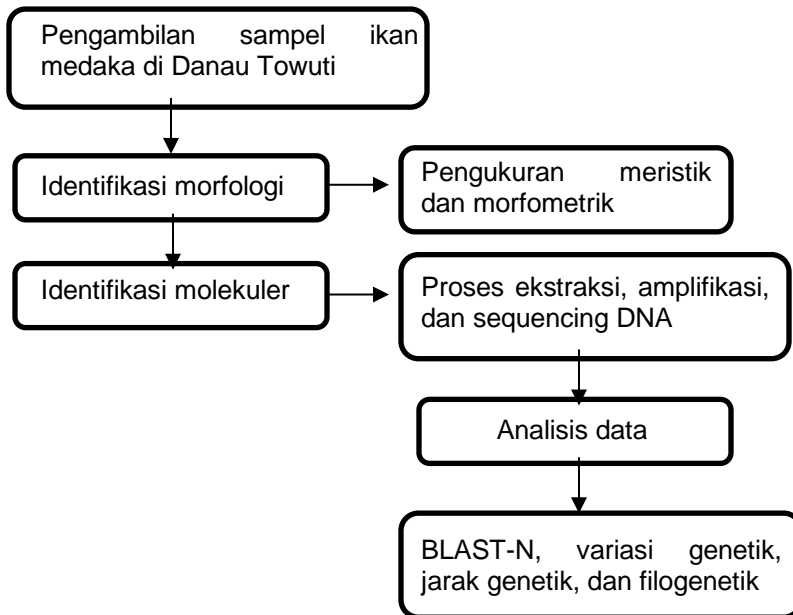 Pengambilan sampel ikan
medaka di Danau Towuti
Identifikasi morfologi
Pengukuran meristik
dan morfometrik
Identifikasi molekuler
Proses ekstraksi, amplifikasi,
dan sequencing DNA
Analisis data
BLAST-N, variasi genetik,
jarak genetik, dan filogenetik